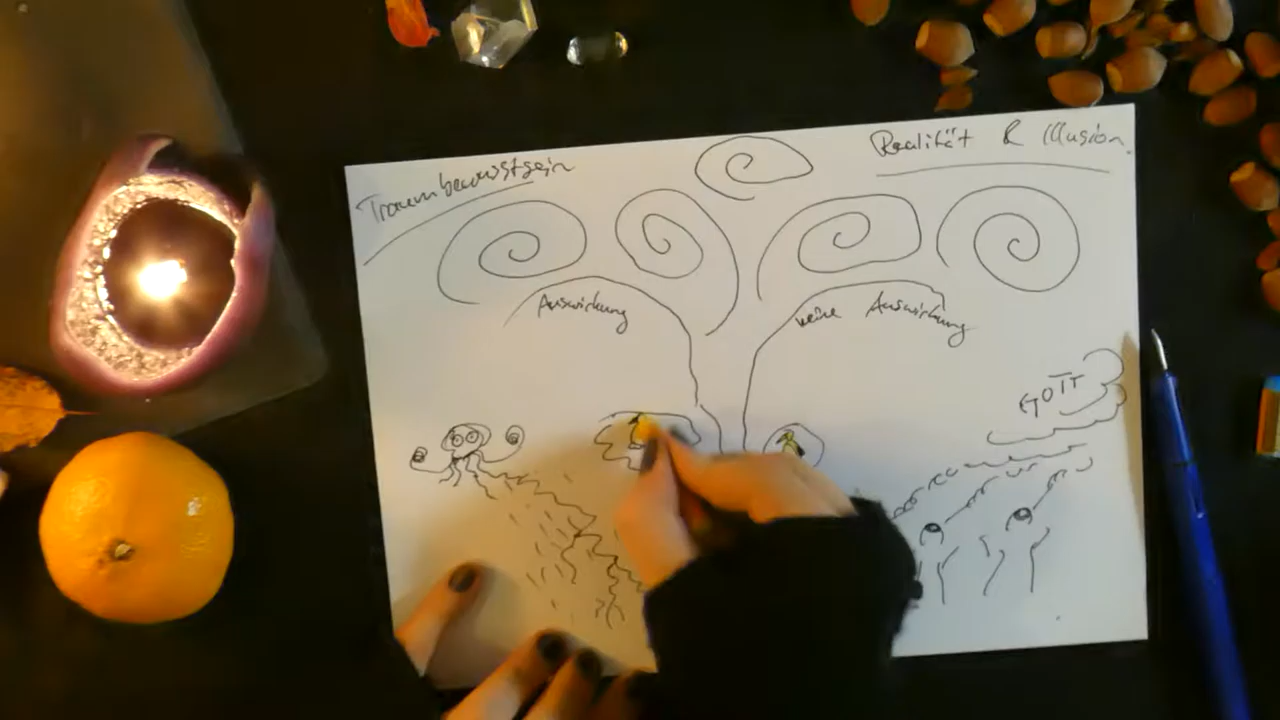 Traumbewusstsein
Realität & Illusion.
Auswirkung
keine Auswirkung
GOTT